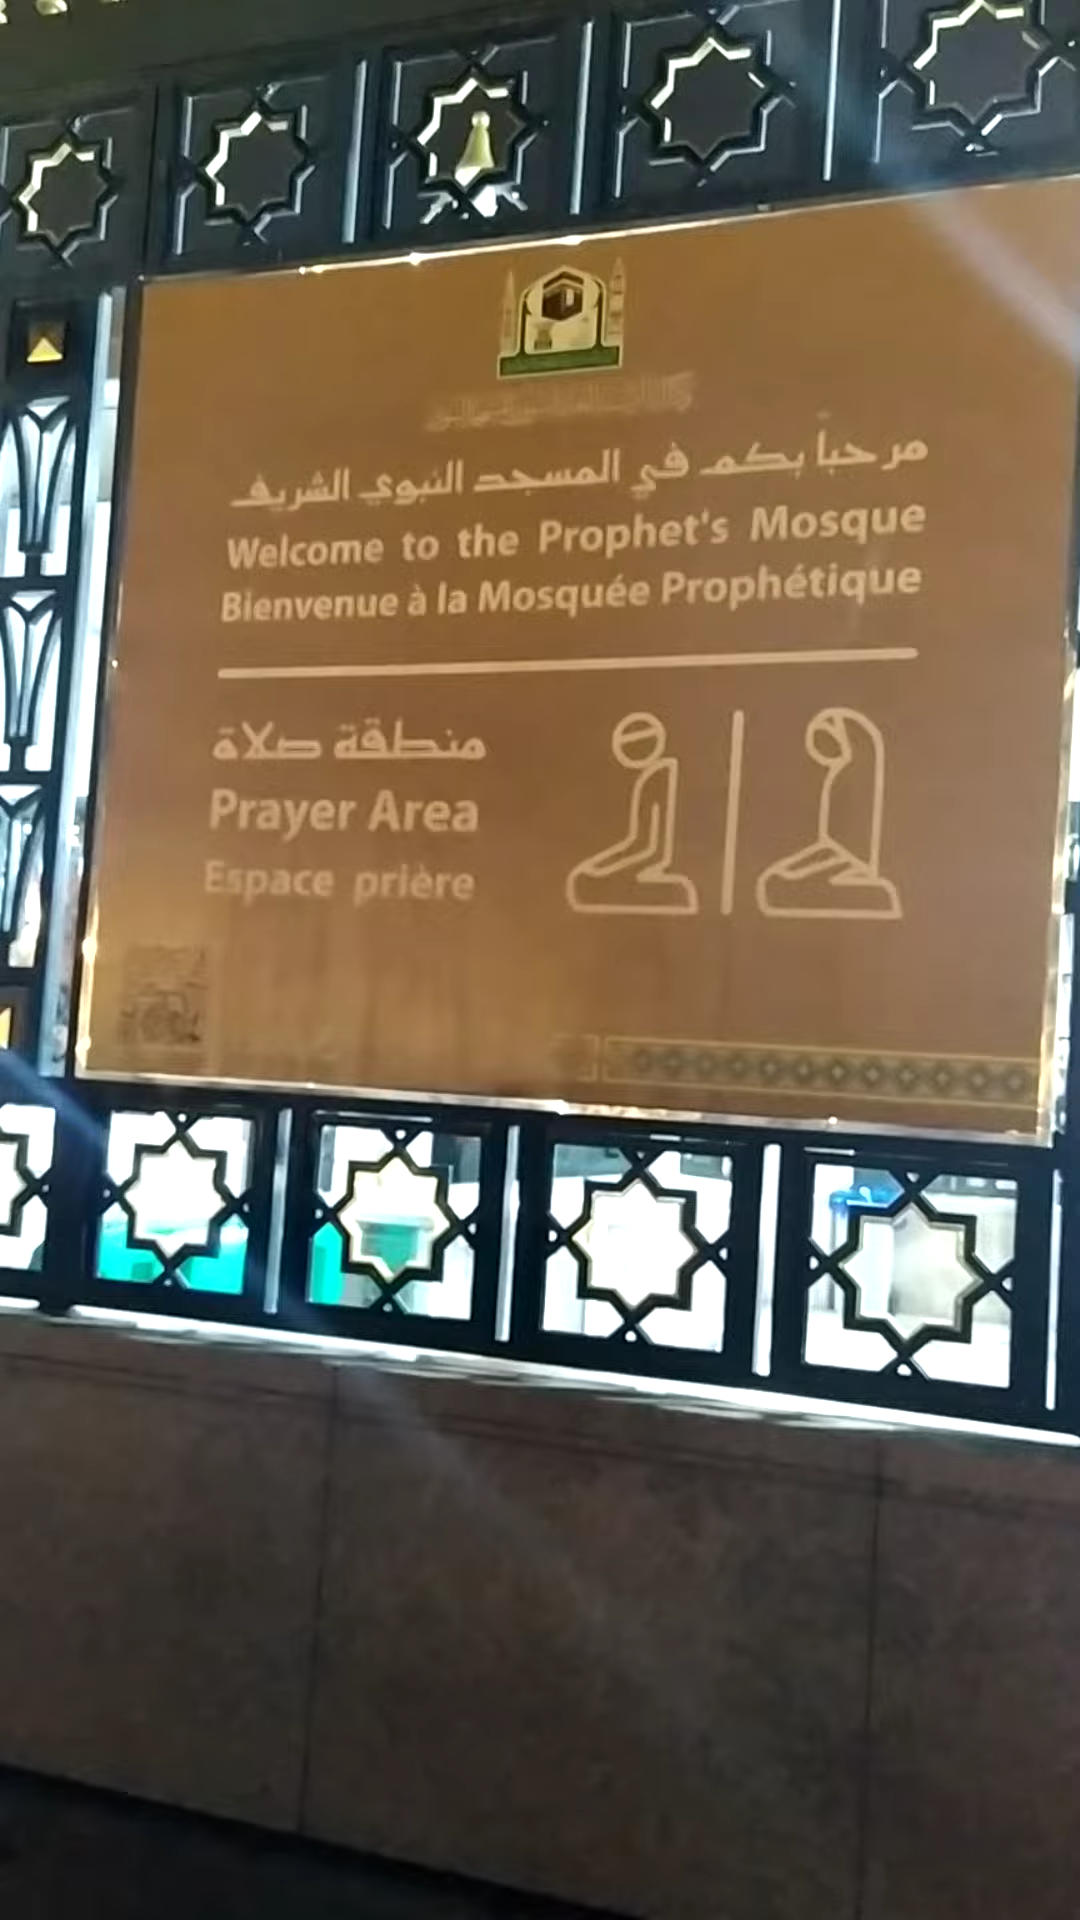 مرحباً بكم في المسجد النبوي الشريف
Welcome to the Prophet's Mosque
Bienvenue à la Mosquée Prophétique
منطقة صلاة
Prayer Area
Espace prière